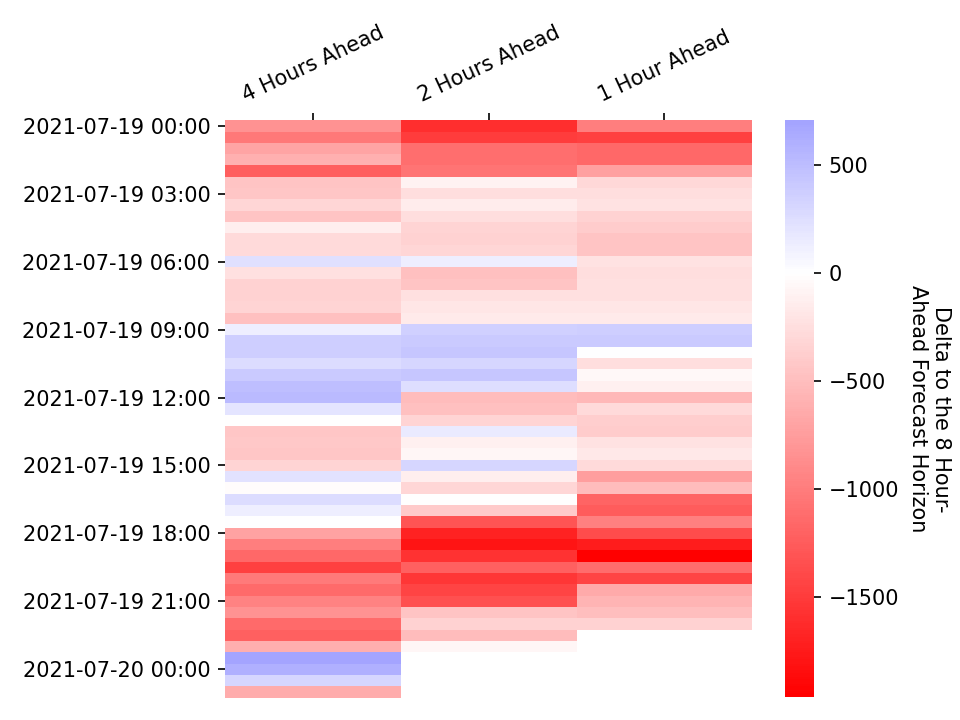 4 Hours Ahead
2 Hours Ahead
1 Hour Ahead
2021-07-19 00:00
2021-07-19 03:00
2021-07-19 06:00
2021-07-19 09:00
2021-07-19 12:00
2021-07-19 15:00
2021-07-19 18:00
2021-07-19 21:00
2021-07-20 00:00
500
0
−500
−1000
−1500
Delta to the 8 Hour-
Ahead Forecast Horizon